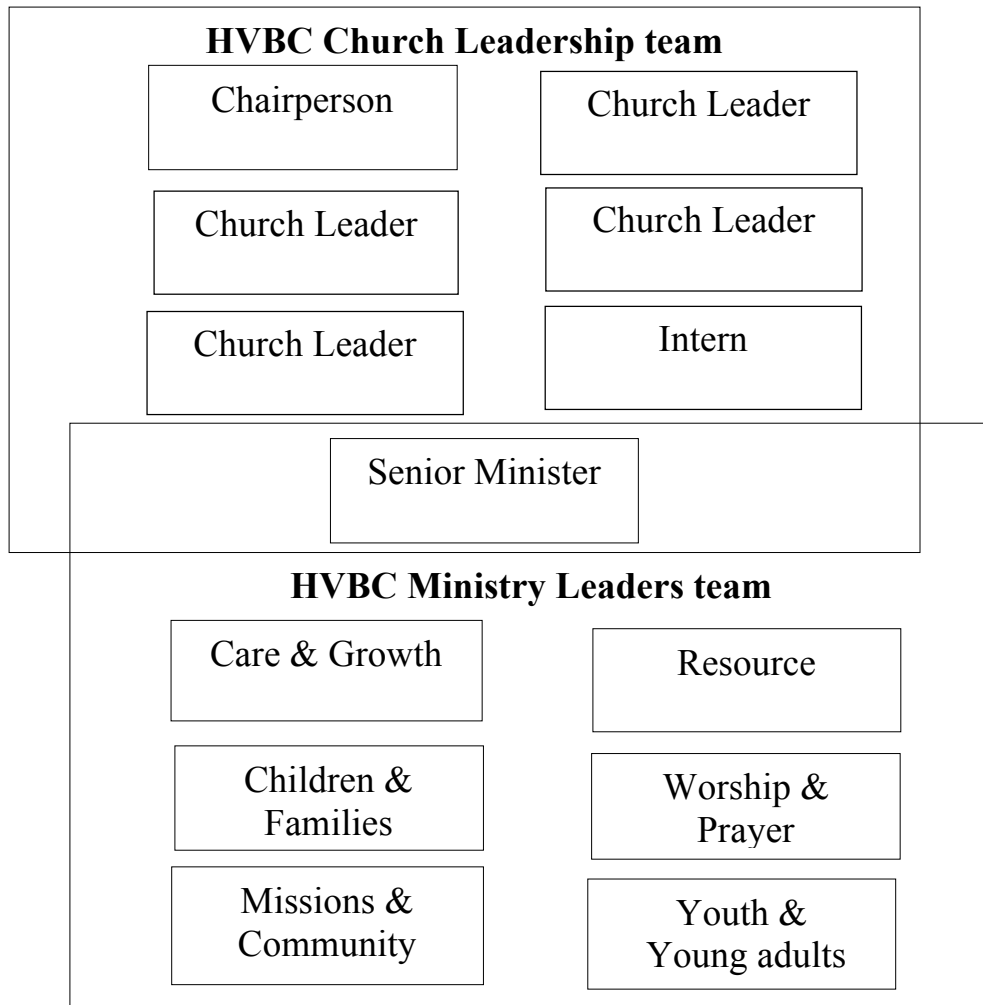 HVBC Church Leadership team
Chairperson
Church Leader
Church Leader
Church Leader
Church Leader
Intern
Senior Minister
HVBC Ministry Leaders team
Care & Growth
Resource
Children &
Families
Worship &
Prayer
Missions &
Community
Youth &
Young adults